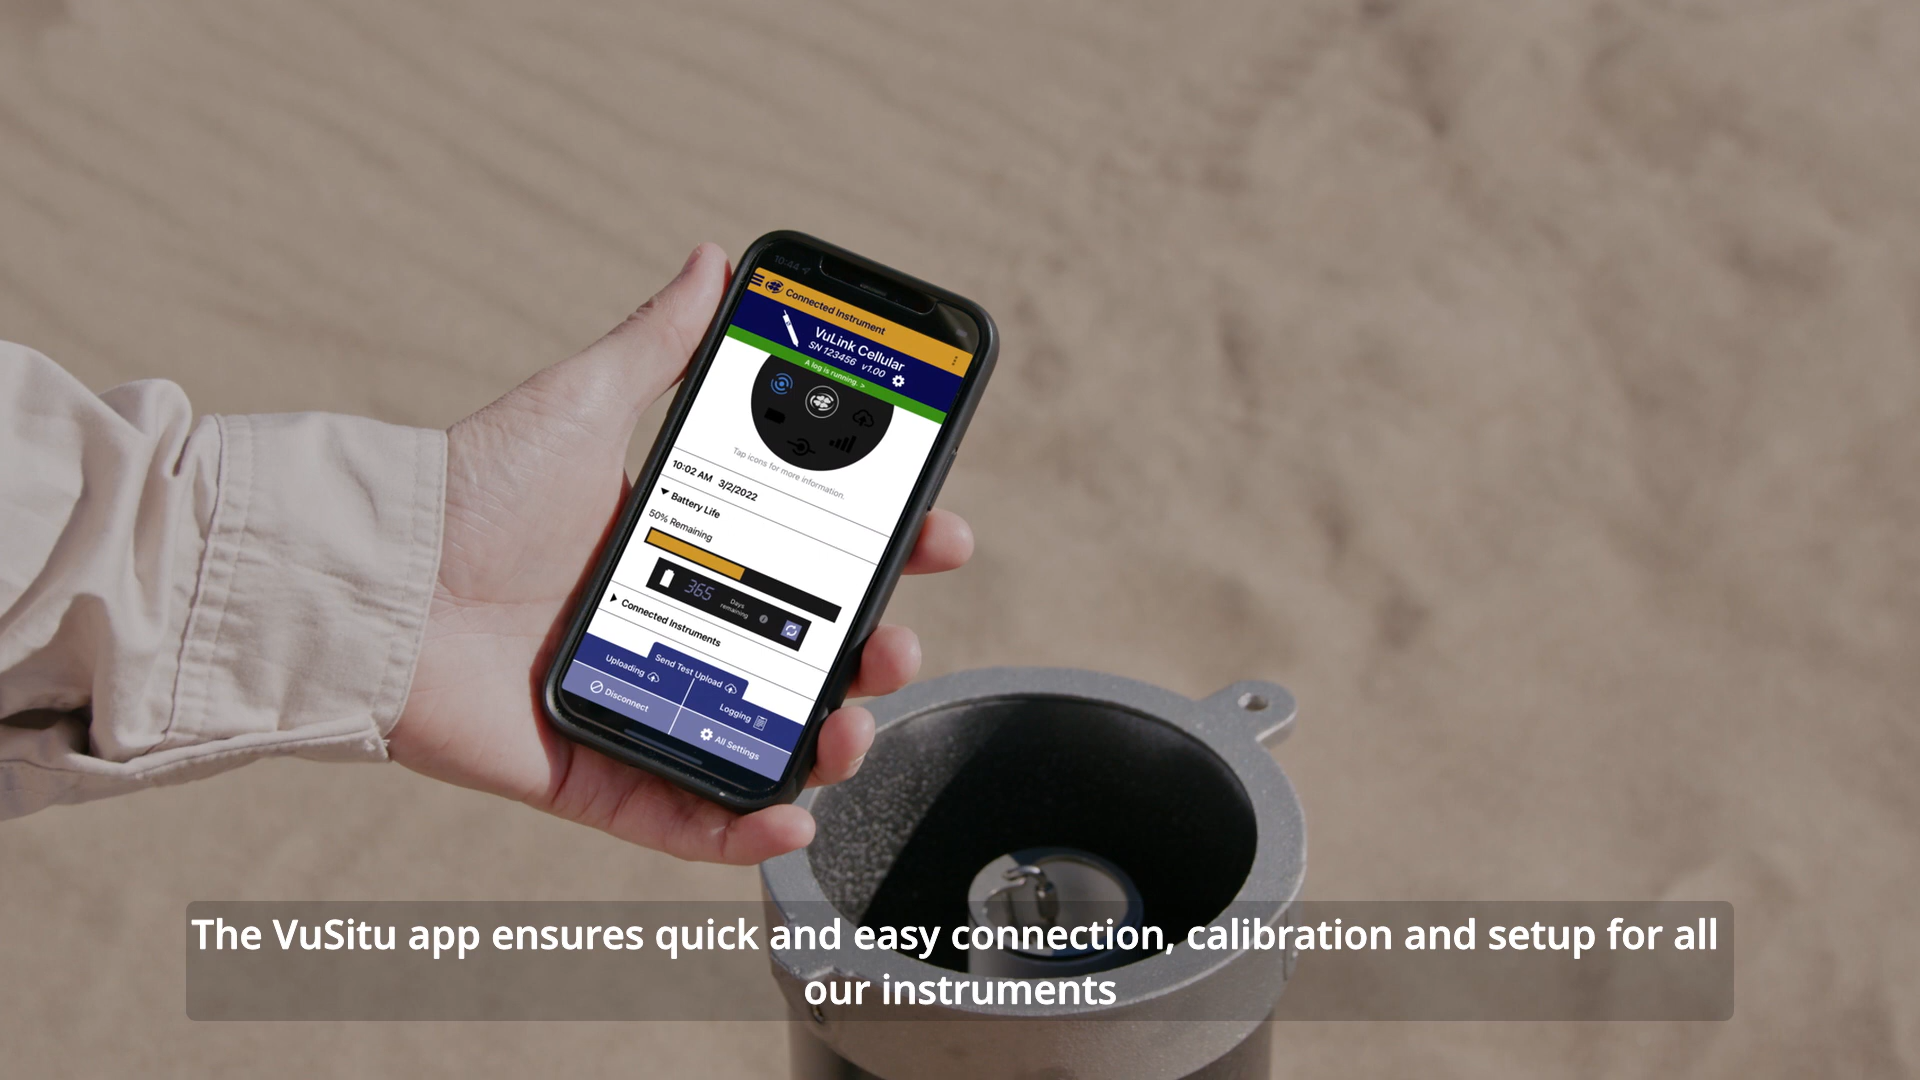 10:44
Connected Instrument
VuLink Cellular
SN 123456 v1.00
A log is running. >
Tap icons for more information.
10:02 AM 3/2/2022
Battery Life
50% Remaining
365 Days remaining
Connected Instruments
Send Test Upload
Uploading
Logging
Disconnect
All Settings
The VuSitu app ensures quick and easy connection, calibration and setup for all
our instruments